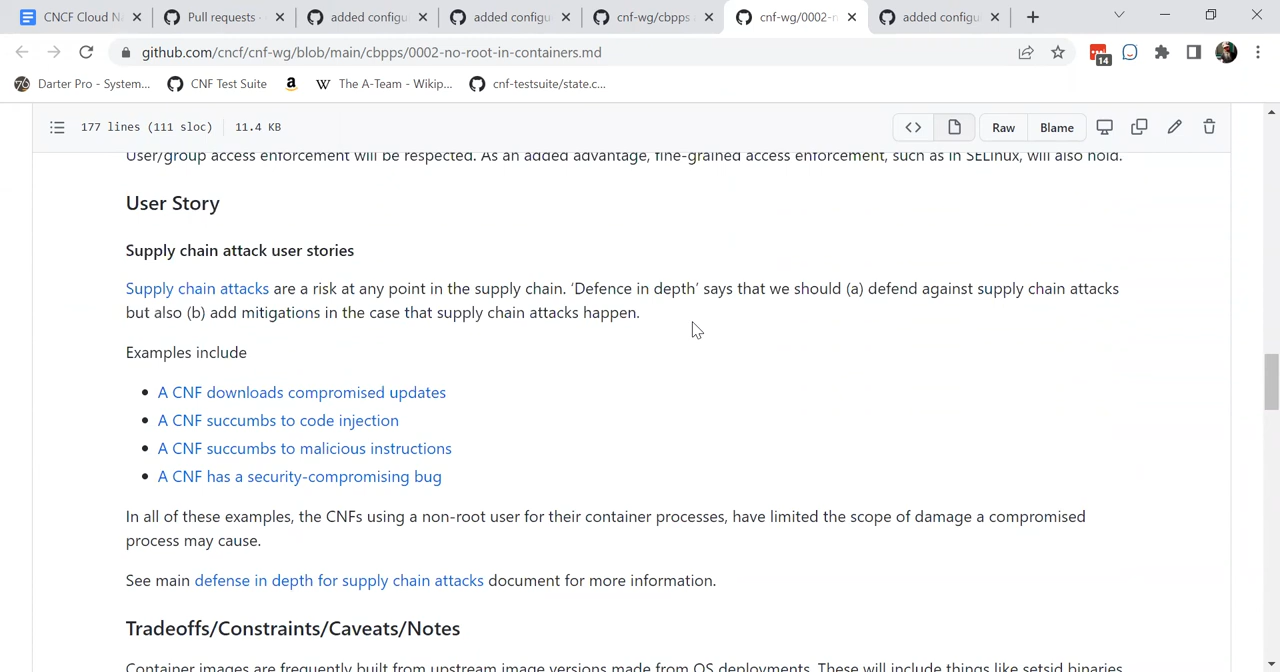 CNCF Cloud N
Pull requests ·
added configu
added configu
cnf-wg/cbpps
cnf-wg/0002-n
added configu
github.com/cncf/cnf-wg/blob/main/cbpps/0002-no-root-in-containers.md
14
76
Darter Pro - System...
CNF Test Suite
a
W
The A-Team - Wikip...
cnf-testsuite/state.c...
177 lines (111 sloc)
11.4 KB
<>
Raw
Blame
User/group access enforcement will be respected. As an added advantage, fine-grained access enforcement, such as in SELinux, will also hold.
User Story
Supply chain attack user stories
Supply chain attacks are a risk at any point in the supply chain. 'Defence in depth' says that we should (a) defend against supply chain attacks
but also (b) add mitigations in the case that supply chain attacks happen.
Examples include
• A CNF downloads compromised updates
• A CNF succumbs to code injection
• A CNF succumbs to malicious instructions
• A CNF has a security-compromising bug
In all of these examples, the CNFs using a non-root user for their container processes, have limited the scope of damage a compromised
process may cause.
See main defense in depth for supply chain attacks document for more information.
Tradeoffs/Constraints/Caveats/Notes
Container images are frequently built from upstream image versions made from OS deployments. These will include things like setsid binaries